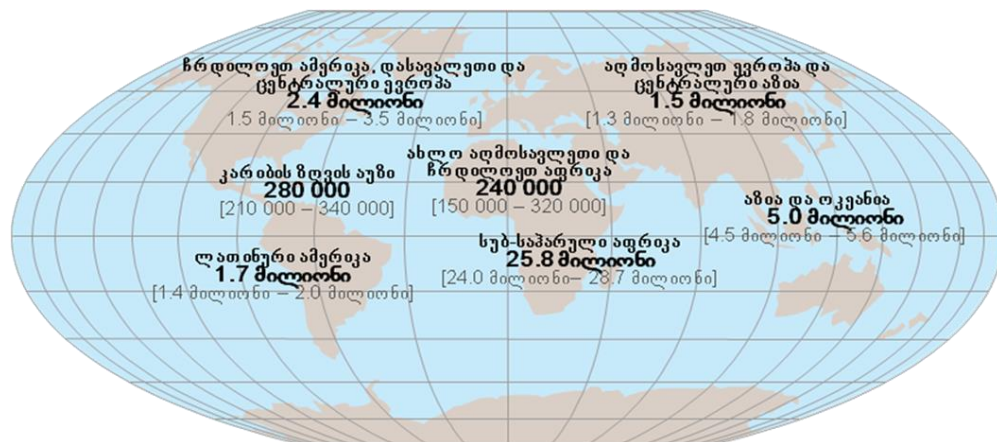 ჩრდილოეთ ამერიკა, დასავალეთი და
ცენტრალური ევროპა
2.4 მილიონი
1.5 მილიონი – 3.5 მილიონი]
აღმოსავლეთ ევროპა და
ცენტრალური აზია
1.5 მილიონი
[1.3 მილიონი – 1.8 მილიონი]
კარიბის ზღვის აუზი
280 000
[210 000 – 340 000]
ახლო აღმოსავლეთი და
ჩრდილოეთ აფრიკა
240 000
[150 000 – 320 000]
აზია და ოკეანია
5.0 მილიონი
[4.5 მილიონი – 5.6 მილიონი]
ლათინური ამერიკა
1.7 მილიონი
[1.4 მილიონი – 2.0 მილიონი]
სუბ-საჰარული აფრიკა
25.8 მილიონი
[24.0 მილიონი– 28.7 მილიონი]